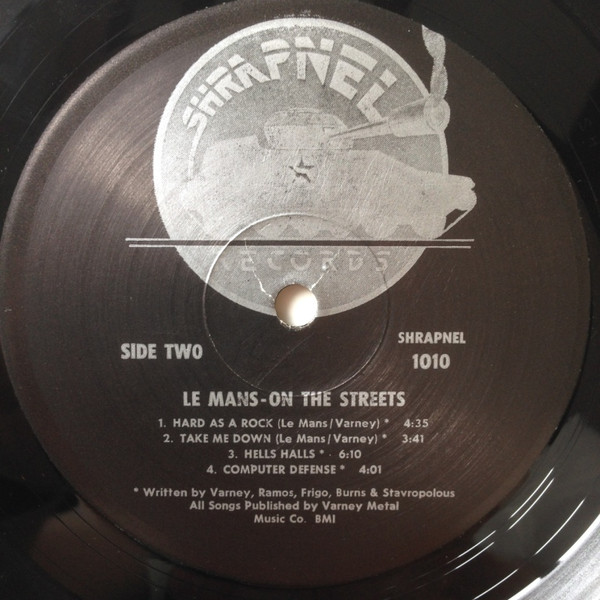 SHRAPNEL
RECORDS
SIDE TWO
SHRAPNEL
1010
LE MANS-ON THE STREETS
1. HARD AS A ROCK (Le Mans/Varney) * 4:35
2. TAKE ME DOWN (Le Mans/Varney) * 3:41
3. HELLS HALLS * · 6:10
4. COMPUTER DEFENSE * 4:01
* Written by Varney, Ramos, Frigo, Burns & Stavropolous
All Songs Published by Varney Metal
Music Co. BMI